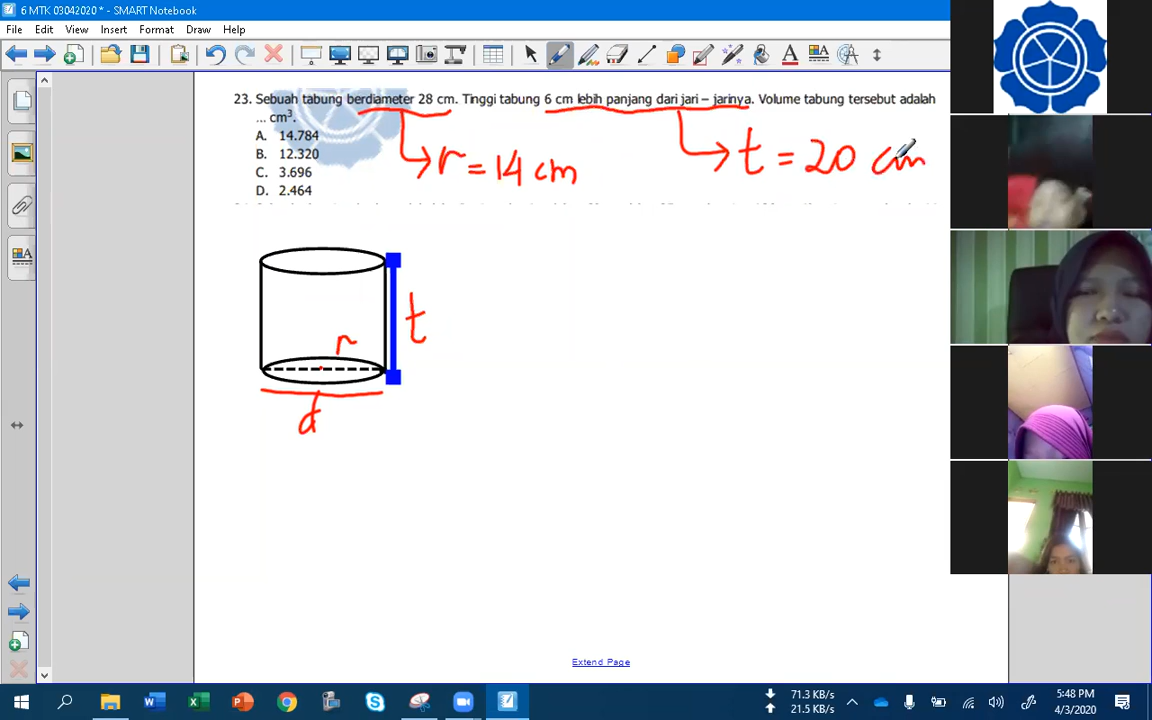 6 MTK 03042020 * - SMART Notebook
File Edit View Insert Format Draw Help
23. Sebuah tabung berdiameter 28 cm. Tinggi tabung 6 cm lebih panjang dari jari – jarinya. Volume tabung tersebut adalah
... cm³.
A. 14.784
B. 12.320
C. 3.696
D. 2.464
r = 14 cm
t = 20 cm
t
r
d
Extend Page
71.3 KB/s
21.5 KB/s
5:48 PM
4/3/2020